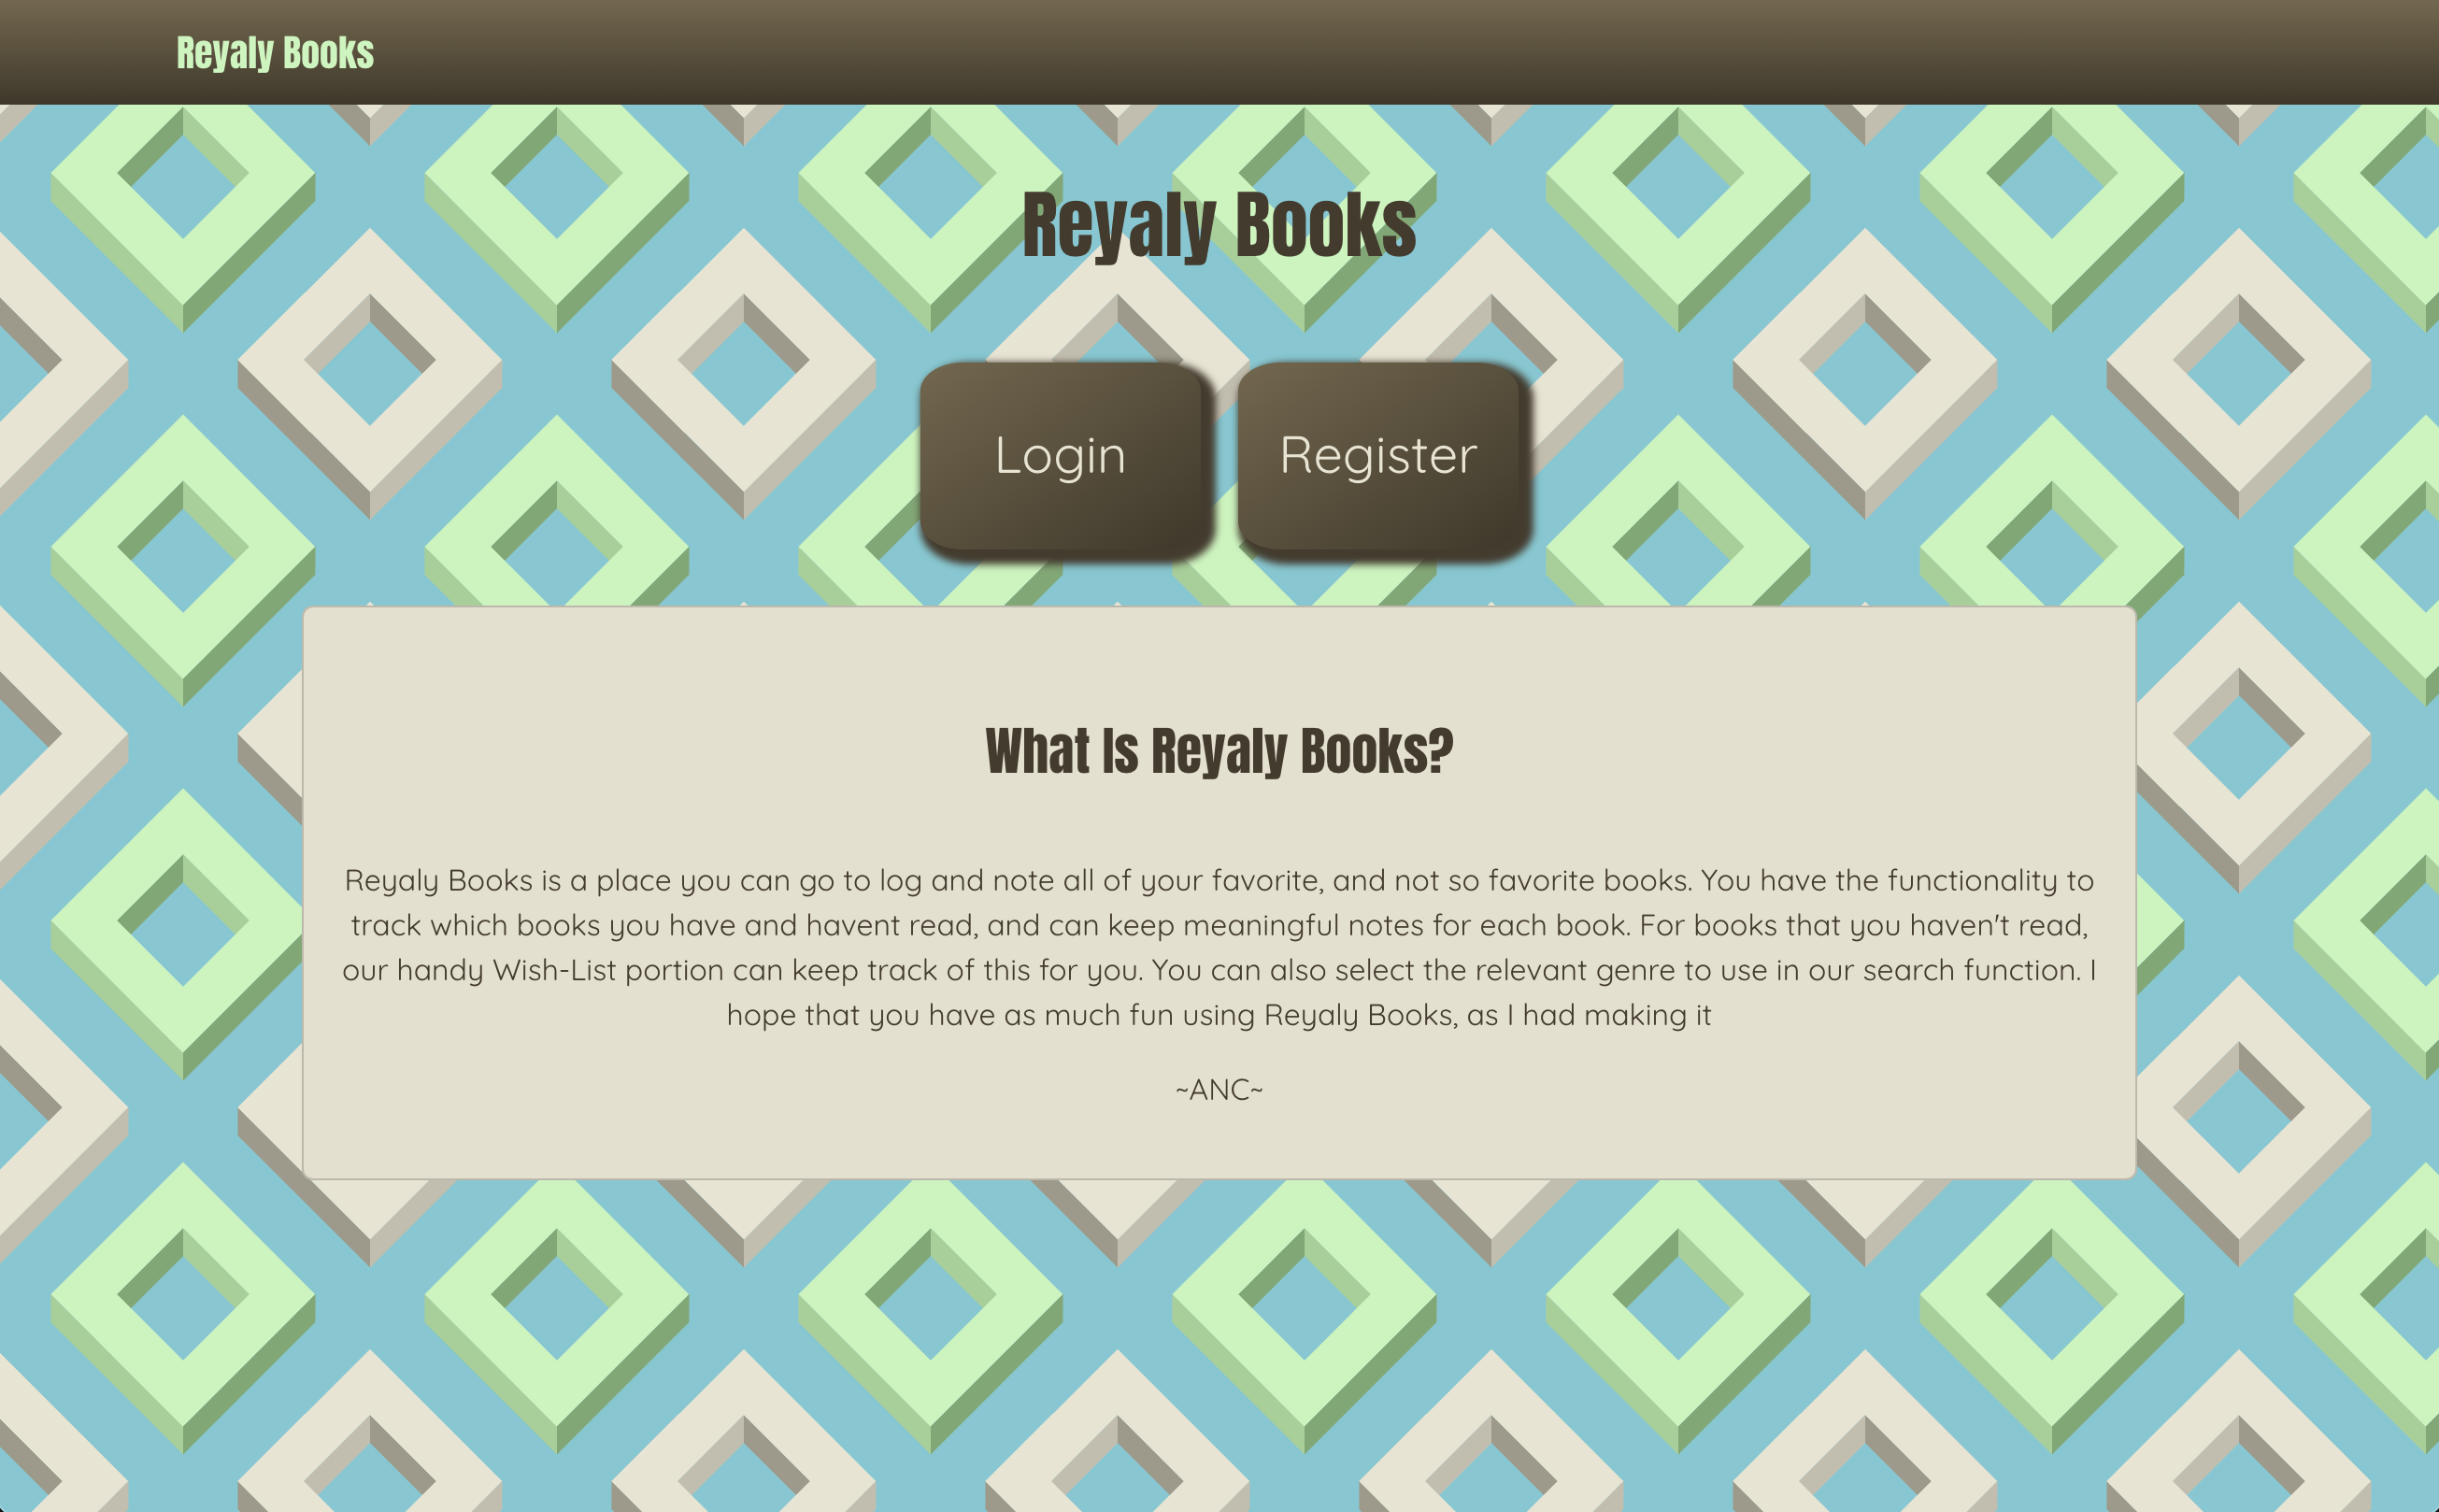 Reyaly Books
Reyaly Books
Login
Register
What Is Reyaly Books?
Reyaly Books is a place you can go to log and note all of your favorite, and not so favorite books. You have the functionality to
track which books you have and havent read, and can keep meaningful notes for each book. For books that you haven't read,
our handy Wish-List portion can keep track of this for you. You can also select the relevant genre to use in our search function. I
hope that you have as much fun using Reyaly Books, as I had making it
~ANC~